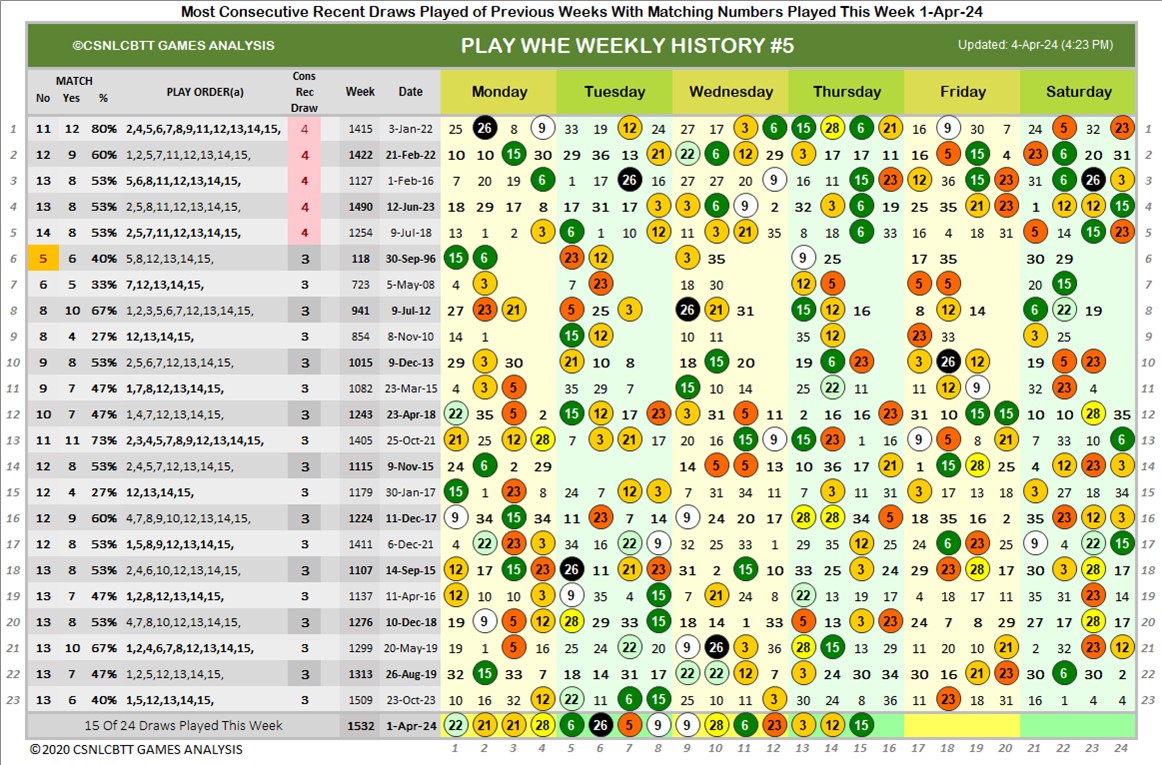 Most Consecutive Recent Draws Played of Previous Weeks With Matching Numbers Played This Week 1-Apr-24
©CSNLCBTT GAMES ANALYSIS PLAY WHE WEEKLY HISTORY #5 Updated: 4-Apr-24 (4:23 PM)
MATCH Cons
No Yes % PLAY ORDER(a) Rec Draw Week Date Monday Tuesday Wednesday Thursday Friday Saturday
1 11 12 80% 2,4,5,6,7,8,9,11,12,13,14,15, 4 1415 3-Jan-22 25 26 8 9 33 19 12 24 27 17 3 6 15 28 6 21 16 9 30 7 24 5 32 23 1
2 12 9 60% 1,2,5,7,11,12,13,14,15, 4 1422 21-Feb-22 10 10 15 30 29 36 13 21 22 6 12 29 3 17 17 11 16 5 15 4 23 6 20 31 2
3 13 8 53% 5,6,8,11,12,13,14,15, 4 1127 1-Feb-16 7 20 19 6 1 17 26 16 27 27 20 9 16 11 15 23 12 36 15 23 31 6 26 3 3
4 13 8 53% 2,5,8,11,12,13,14,15, 4 1490 12-Jun-23 18 29 17 8 17 31 17 3 3 6 9 2 32 3 6 19 25 35 21 23 1 12 12 15 4
5 14 8 53% 2,5,7,11,12,13,14,15, 4 1254 9-Jul-18 13 1 2 3 6 1 10 12 11 3 21 35 8 18 6 33 16 4 18 31 5 14 15 23 5
6 5 6 40% 5,8,12,13,14,15, 3 118 30-Sep-96 15 6 23 12 3 35 9 25 17 35 30 29 6
7 6 5 33% 7,12,13,14,15, 3 723 5-May-08 4 3 7 23 18 30 12 5 5 5 20 15 7
8 8 10 67% 1,2,3,5,6,7,12,13,14,15, 3 941 9-Jul-12 27 23 21 5 25 3 26 21 31 15 12 16 8 12 14 6 22 19 8
9 8 4 27% 12,13,14,15, 3 854 8-Nov-10 14 1 15 12 10 11 35 12 23 33 3 25 9
10 9 8 53% 2,5,6,7,12,13,14,15, 3 1015 9-Dec-13 29 3 30 21 10 8 18 15 20 19 6 23 3 26 12 19 5 23 10
11 9 7 47% 1,7,8,12,13,14,15, 3 1082 23-Mar-15 4 3 5 35 29 7 15 10 14 25 22 11 11 12 9 32 23 4 11
12 10 7 47% 1,4,7,12,13,14,15, 3 1243 23-Apr-18 22 35 5 2 15 12 17 23 3 31 5 11 2 16 16 23 31 10 15 15 10 10 28 35 12
13 11 11 73% 2,3,4,5,7,8,9,12,13,14,15, 3 1405 25-Oct-21 21 25 12 28 7 3 21 17 20 16 15 9 15 23 1 16 9 5 8 21 7 33 10 6 13
14 12 8 53% 2,4,5,7,12,13,14,15, 3 1115 9-Nov-15 24 6 2 29 14 5 5 13 10 36 17 21 1 15 28 25 4 12 23 3 14
15 12 4 27% 12,13,14,15, 3 1179 30-Jan-17 15 1 23 8 24 7 12 3 7 31 34 11 7 3 11 31 3 17 13 18 3 27 18 34 15
16 12 9 60% 4,7,8,9,10,12,13,14,15, 3 1224 11-Dec-17 9 34 15 34 11 23 7 14 9 24 20 17 28 28 34 5 18 35 16 2 35 23 12 3 16
17 12 8 53% 1,5,8,9,12,13,14,15, 3 1411 6-Dec-21 4 22 23 3 34 16 22 9 32 25 33 1 29 35 12 25 24 6 23 25 9 4 22 15 17
18 13 8 53% 2,4,6,10,12,13,14,15, 3 1107 14-Sep-15 12 17 15 23 26 11 21 23 31 2 15 10 33 25 3 24 29 23 28 17 30 3 28 17 18
19 13 7 47% 1,2,8,12,13,14,15, 3 1137 11-Apr-16 12 10 10 3 9 35 4 15 7 21 24 8 22 13 19 17 4 18 17 11 35 31 23 14 19
20 13 8 53% 4,7,8,10,12,13,14,15, 3 1276 10-Dec-18 19 9 5 12 28 29 33 15 18 14 1 33 5 13 3 23 21 7 8 29 27 17 28 17 20
21 13 10 67% 1,2,4,6,7,8,12,13,14,15, 3 1299 20-May-19 19 1 5 16 25 24 22 20 9 26 3 36 28 15 13 29 11 20 10 21 2 32 23 12 21
22 13 7 47% 1,2,5,12,13,14,15, 3 1313 26-Aug-19 32 15 33 7 18 14 31 17 22 22 12 7 3 24 30 34 30 16 21 23 30 6 30 2 22
23 13 6 40% 1,5,12,13,14,15, 3 1509 23-Oct-23 10 16 32 12 22 11 6 15 25 10 11 3 30 24 8 36 11 23 18 31 16 1 4 4 23
15 Of 24 Draws Played This Week 1532 1-Apr-24 22 21 21 28 6 26 5 9 9 28 6 23 3 12 15
© 2020 CSNLCBTT GAMES ANALYSIS 1 2 3 4 5 6 7 8 9 10 11 12 13 14 15 16 17 18 19 20 21 22 23 24